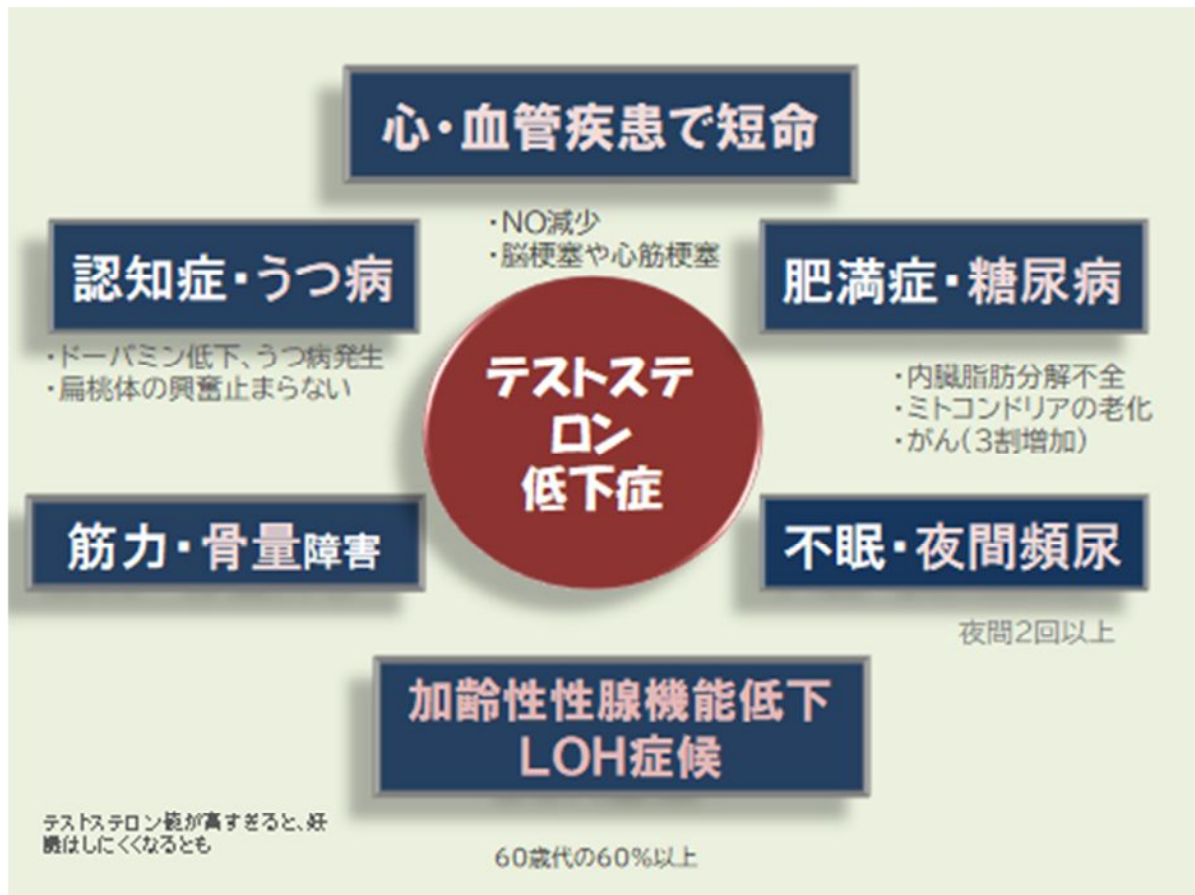 心・血管疾患で短命
・NO減少
・脳梗塞や心筋梗塞
認知症・うつ病
・ドーパミン低下、うつ病発生
・扁桃体の興奮止まらない
肥満症・糖尿病
・内臓脂肪分解不全
・ミトコンドリアの老化
・がん(3割増加)
テストステ
ロン
低下症
筋力・骨量障害
不眠・夜間頻尿
夜間2回以上
加齢性性腺機能低下
LOH症候
テストステロン値が高すぎると、妊
娠はしにくくなるとも
60歳代の60%以上